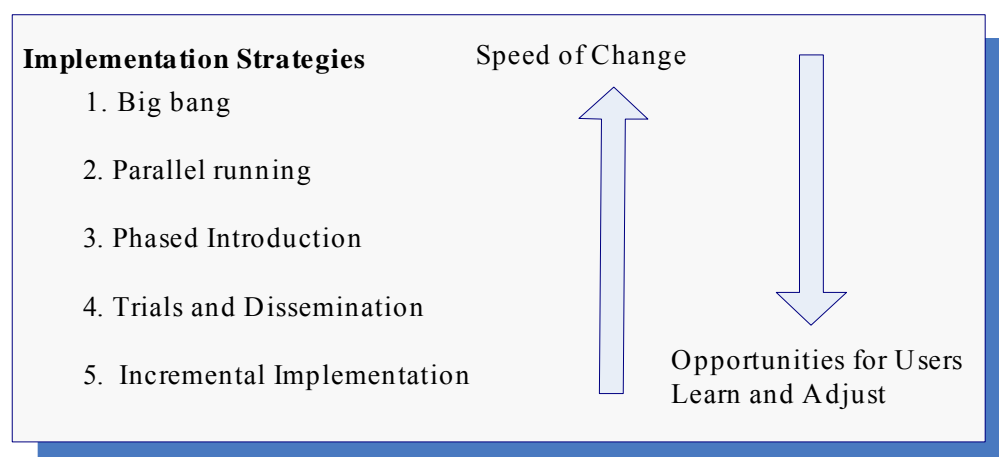 Implementation Strategies
1. Big bang
2. Parallel running
3. Phased Introduction
4. Trials and Dissemination
5. Incremental Implementation
Speed of Change
Opportunities for Users
Learn and Adjust